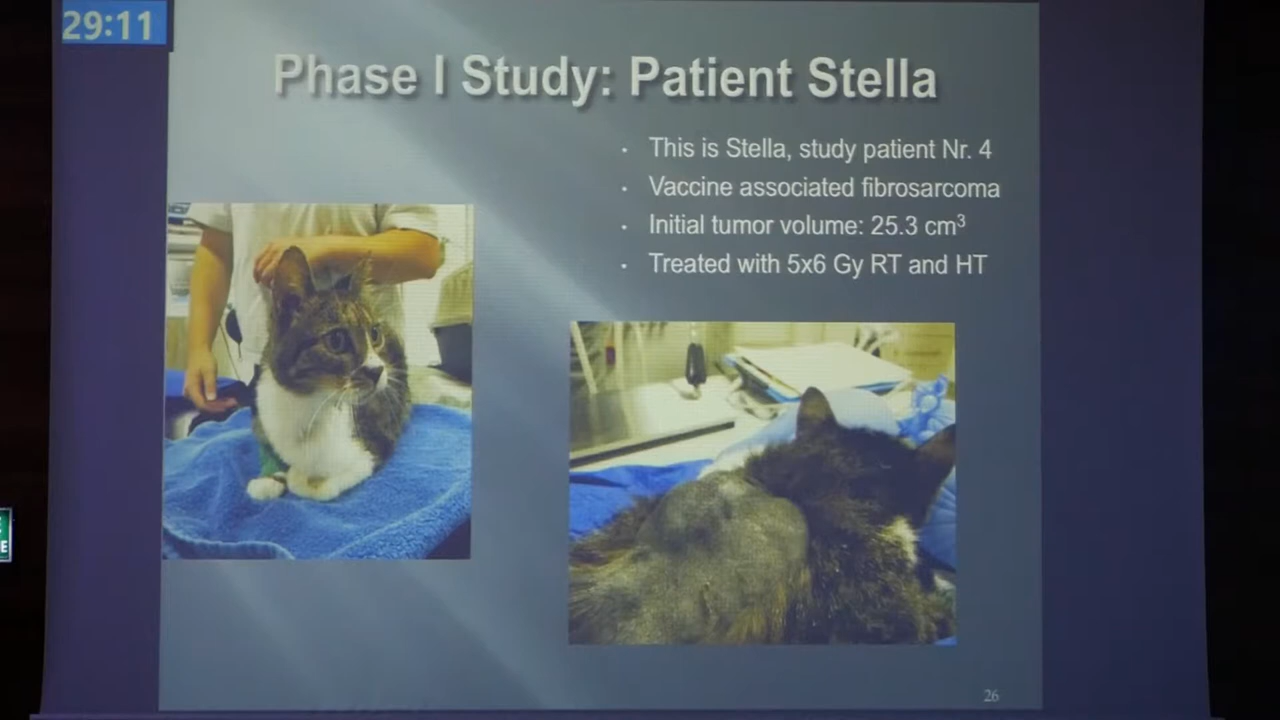 29:11
Phase I Study: Patient Stella
· This is Stella, study patient Nr. 4
· Vaccine associated fibrosarcoma
· Initial tumor volume: 25.3 cm³
· Treated with 5x6 Gy RT and HT
E
26